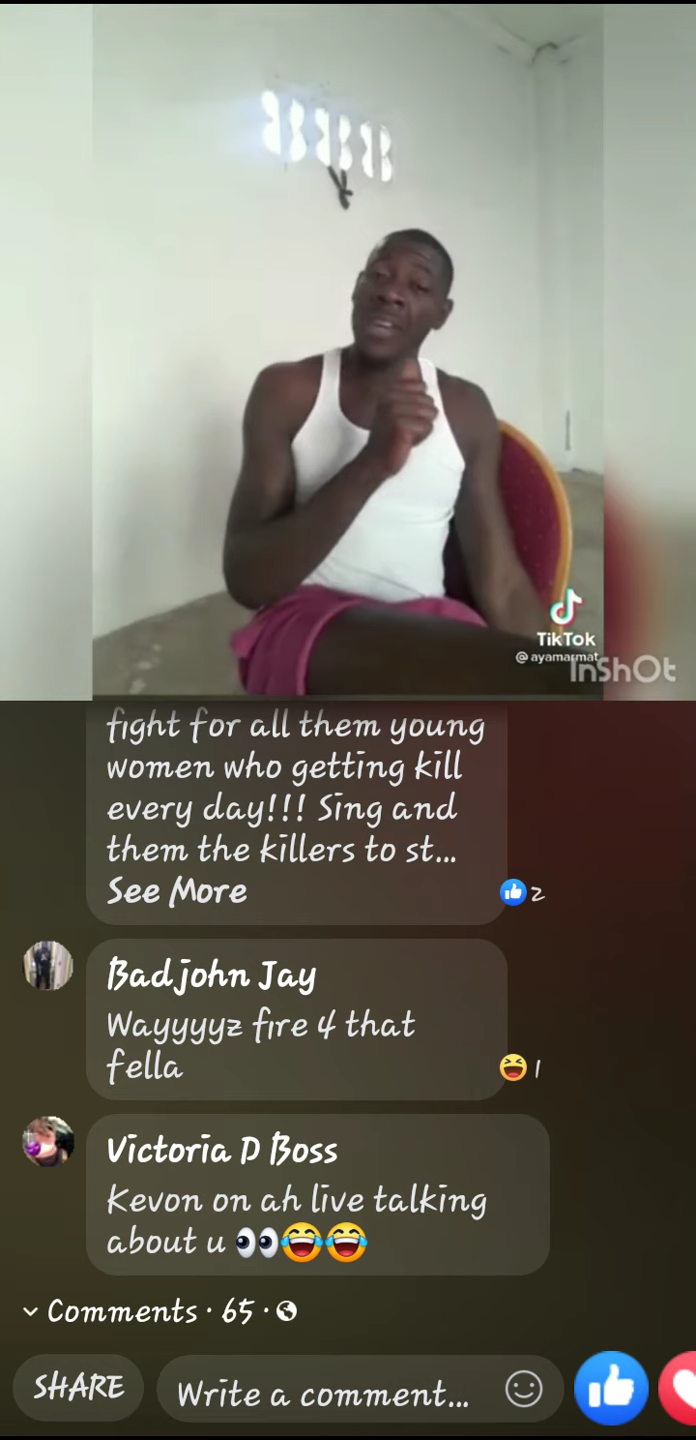 TikTok
@ayamarmat
InShOt
fight for all them young
women who getting kill
every day!!! Sing and
them the killers to st...
See More
2
Badjohn Jay
Wayyyyz fire 4 that
fella
1
Victoria D Boss
Kevon on ah live talking
about u 👀😂😂
Comments · 65 ·
SHARE
Write a comment...